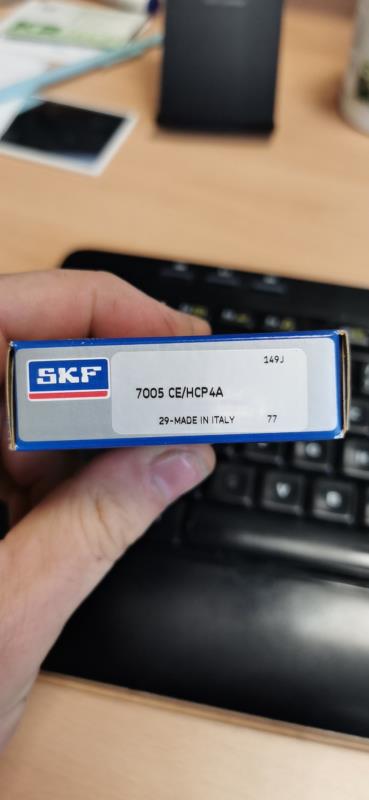 SKF
149J
7005 CE/HCP4A
29-MADE IN ITALY 77